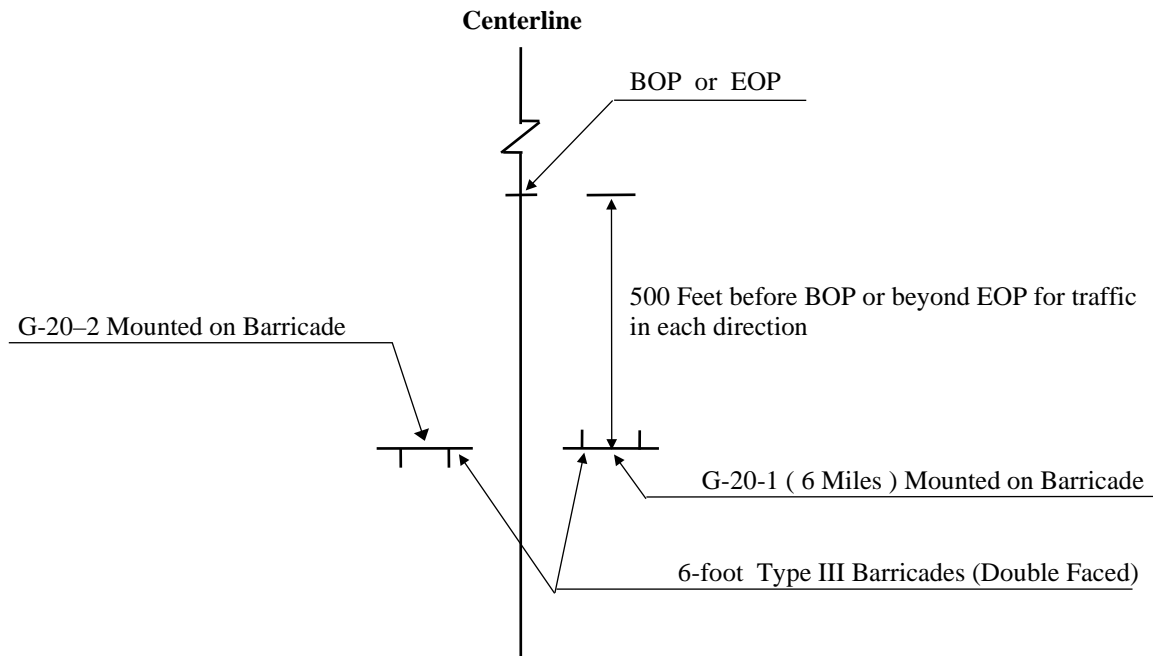 Centerline
BOP or EOP
500 Feet before BOP or beyond EOP for traffic
in each direction
G-20–2 Mounted on Barricade
G-20-1 ( 6 Miles ) Mounted on Barricade
6-foot Type III Barricades (Double Faced)